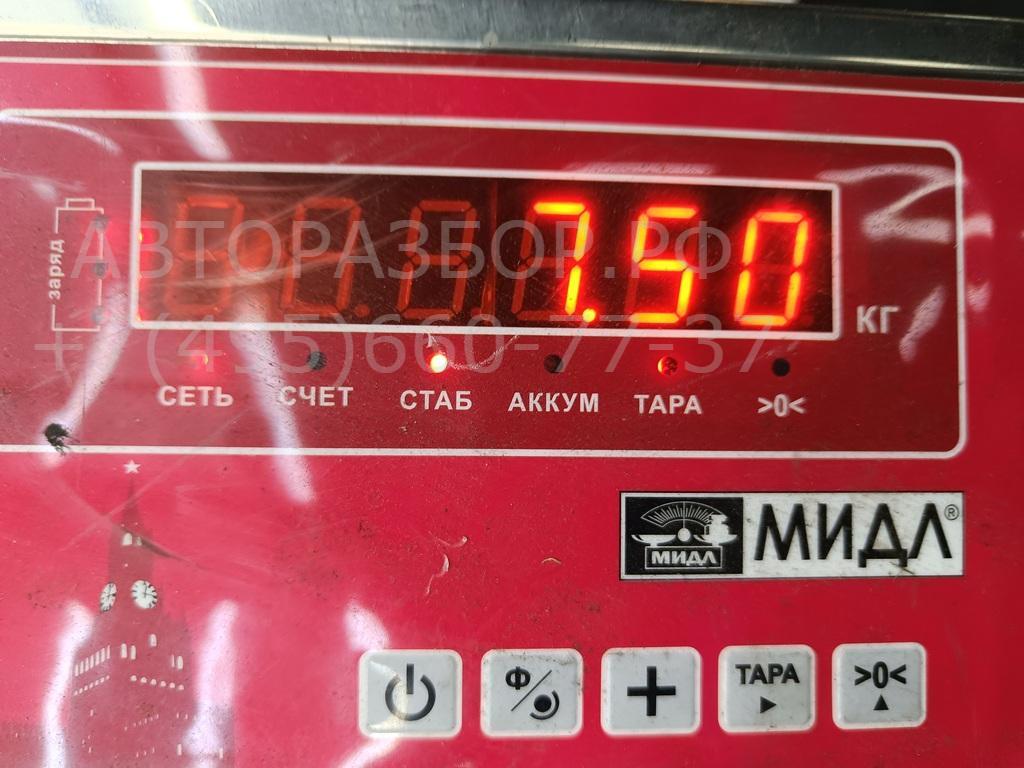 заряд
7.50
КГ
АВТОРАЗБОР.РФ
+ (495)660-77-37
СЕТЬ СЧЕТ СТАБ АККУМ ТАРА >0<
МИДЛ МИДЛ®
Ф ТАРА >0<